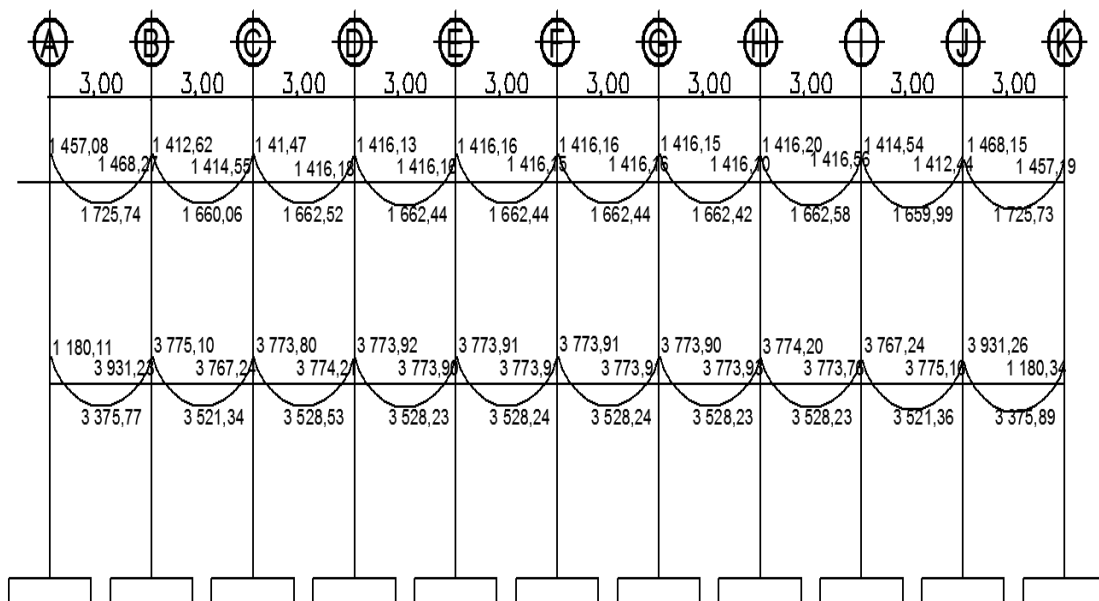 A B C D E F G H I J K
3,00 3,00 3,00 3,00 3,00 3,00 3,00 3,00 3,00 3,00
1 457,08 1 412,62 1 41,47 1 416,13 1 416,16 1 416,16 1 416,15 1 416,20 1 414,54 1 468,15
1 468,27 1 414,55 1 416,18 1 416,16 1 416,15 1 416,16 1 416,10 1 416,56 1 412,44 1 457,19
1 725,74 1 660,06 1 662,52 1 662,44 1 662,44 1 662,44 1 662,42 1 662,58 1 659,99 1 725,73
1 180,11 3 775,10 3 773,80 3 773,92 3 773,91 3 773,91 3 773,90 3 774,20 3 767,24 3 931,26
3 931,23 3 767,24 3 774,21 3 773,90 3 773,9 3 773,9 3 773,93 3 773,76 3 775,16 1 180,34
3 375,77 3 521,34 3 528,53 3 528,23 3 528,24 3 528,24 3 528,23 3 528,23 3 521,36 3 375,89